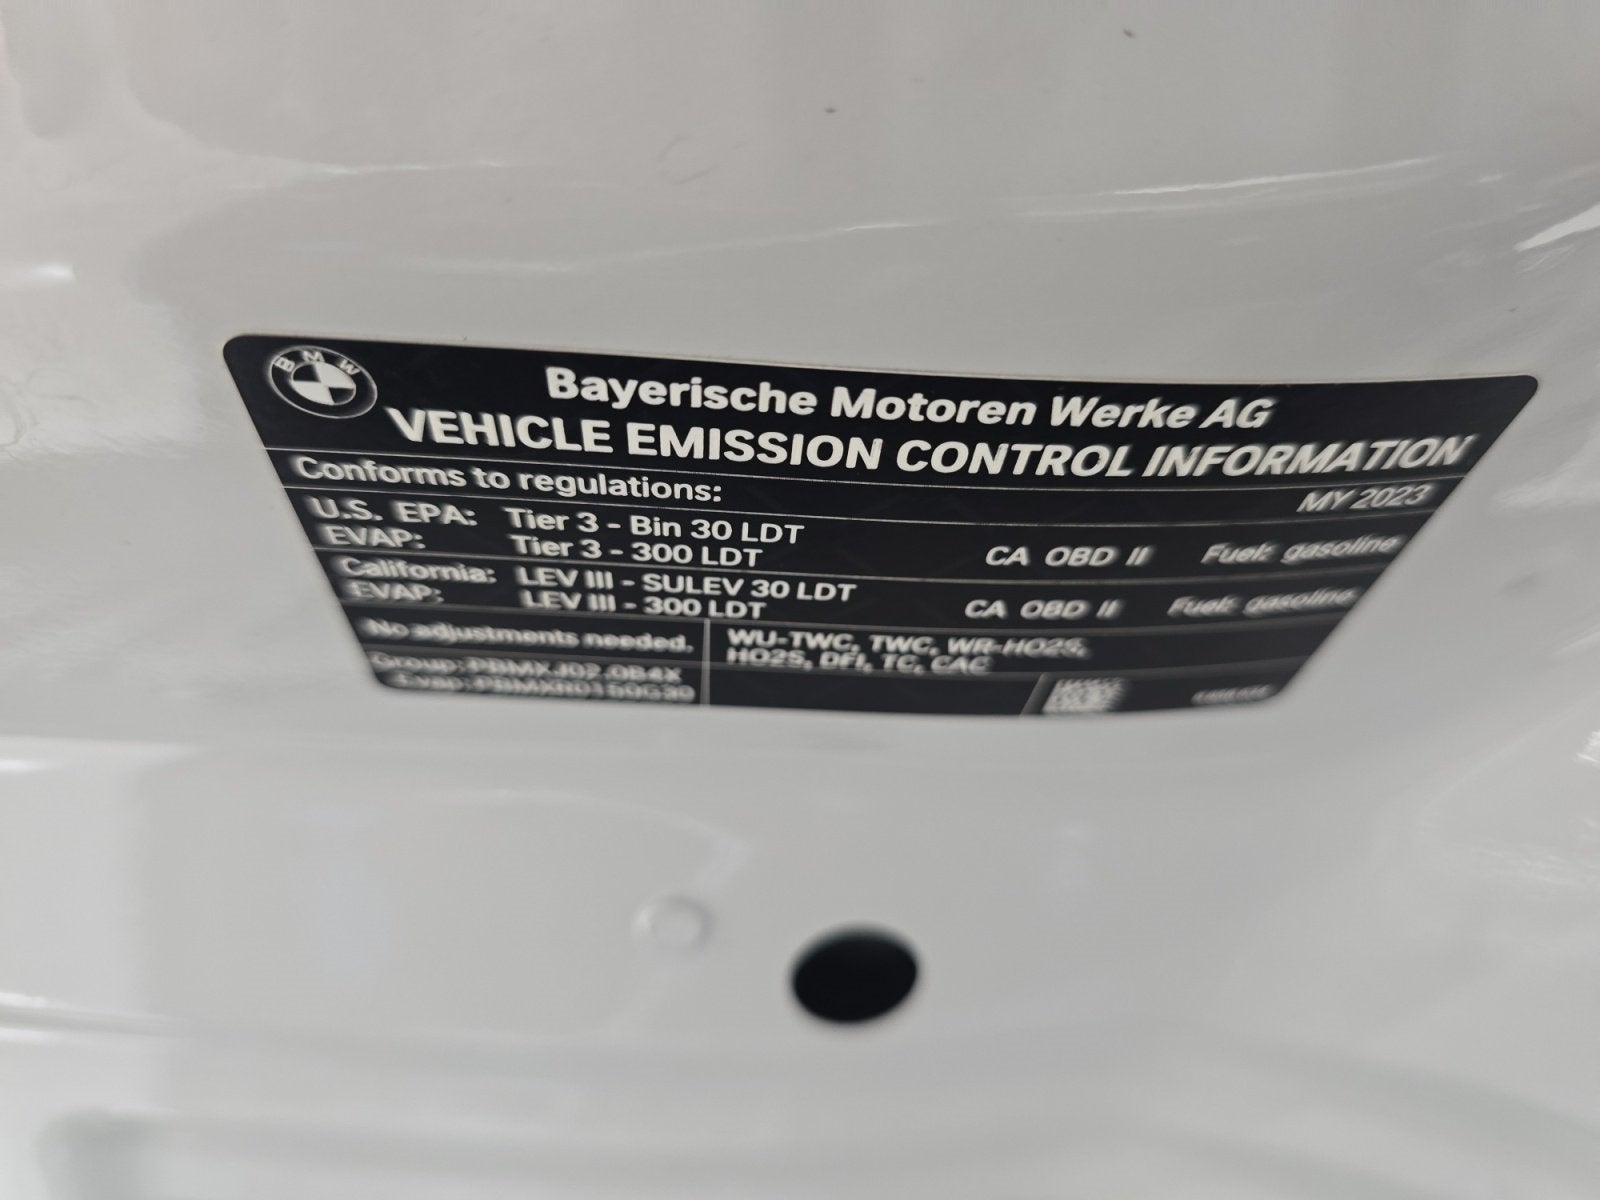 BMW
Bayerische Motoren Werke AG
VEHICLE EMISSION CONTROL INFORMATION
Conforms to regulations: MY 2023
U.S. EPA: Tier 3 - Bin 30 LDT
EVAP: Tier 3 - 300 LDT CA OBD II Fuel: gasoline
California: LEV III - SULEV 30 LDT
EVAP: LEV III - 300 LDT CA OBD II Fuel: gasoline
No adjustments needed. WU-TWC, TWC, WR-HO2S,
HO2S, DFI, TC, CAC
Group: PBMXJ02.0B4X
Evap: